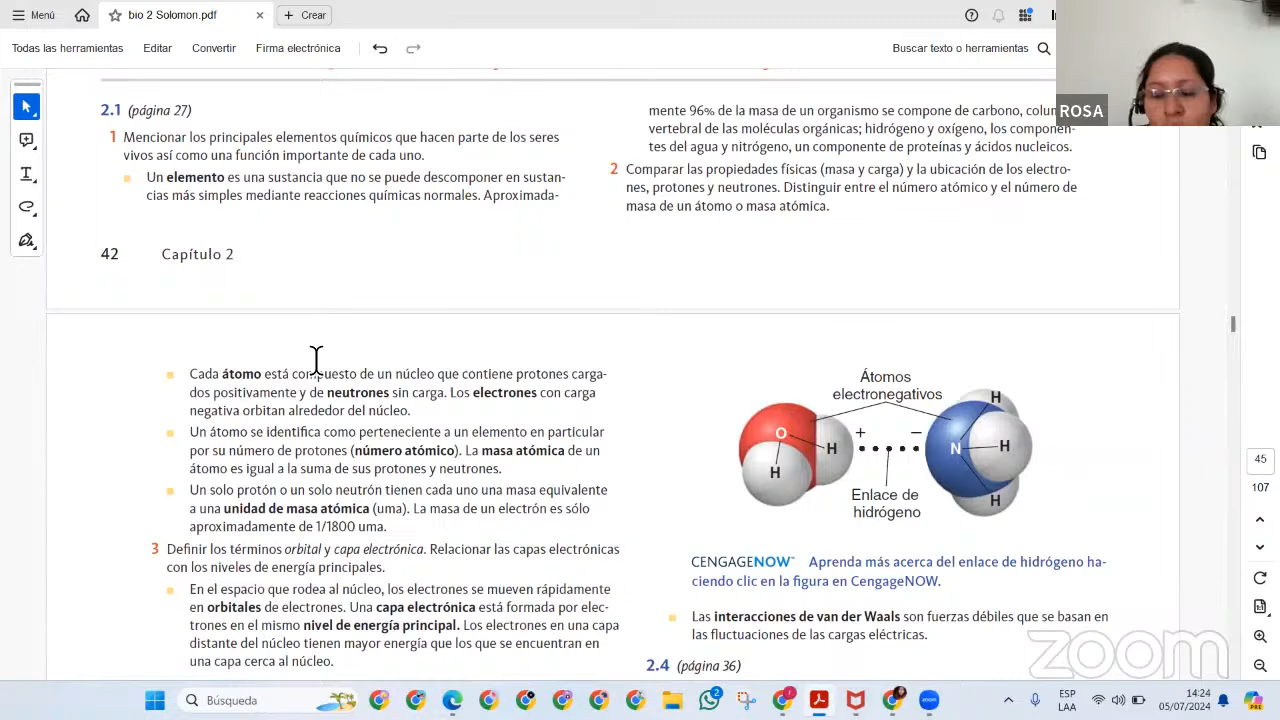 Menú
bio 2 Solomon.pdf
Crear
Todas las herramientas
Editar
Convertir
Firma electrónica
Buscar texto o herramientas
ROSA
2.1 (página 27)
1 Mencionar los principales elementos químicos que hacen parte de los seres
vivos así como una función importante de cada uno.
Un elemento es una sustancia que no se puede descomponer en sustan-
cias más simples mediante reacciones químicas normales. Aproximada-
mente 96% de la masa de un organismo se compone de carbono, colu
vertebral de las moléculas orgánicas; hidrógeno y oxígeno, los componen-
tes del agua y nitrógeno, un componente de proteínas y ácidos nucleicos.
2 Comparar las propiedades físicas (masa y carga) y la ubicación de los electro-
nes, protones y neutrones. Distinguir entre el número atómico y el número de
masa de un átomo o masa atómica.
42 Capítulo 2
Cada átomo está compuesto de un núcleo que contiene protones carga-
dos positivamente y de neutrones sin carga. Los electrones con carga
negativa orbitan alrededor del núcleo.
Un átomo se identifica como perteneciente a un elemento en particular
por su número de protones (número atómico). La masa atómica de un
átomo es igual a la suma de sus protones y neutrones.
Un solo protón o un solo neutrón tienen cada uno una masa equivalente
a una unidad de masa atómica (uma). La masa de un electrón es sólo
aproximadamente de 1/1800 uma.
3 Definir los términos orbital y capa electrónica. Relacionar las capas electrónicas
con los niveles de energía principales.
En el espacio que rodea al núcleo, los electrones se mueven rápidamente
en orbitales de electrones. Una capa electrónica está formada por elec-
trones en el mismo nivel de energía principal. Los electrones en una capa
distante del núcleo tienen mayor energía que los que se encuentran en
una capa cerca al núcleo.
Átomos
electronegativos
O
H
H
+
−
N
H
H
H
Enlace de
hidrógeno
CENGAGENOW™ Aprenda más acerca del enlace de hidrógeno ha-
ciendo clic en la figura en CengageNOW.
Las interacciones de van der Waals son fuerzas débiles que se basan en
las fluctuaciones de las cargas eléctricas.
2.4 (página 36)
45
107
zoom
Búsqueda
2
1
zoom
ESP
LAA
14:24
05/07/2024